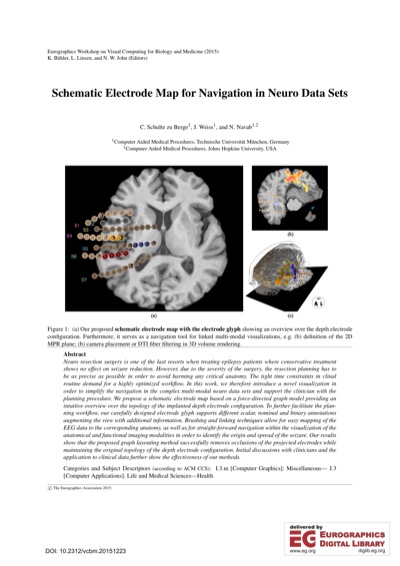 Eurographics Workshop on Visual Computing for Biology and Medicine (2015)
K. Bühler, L. Linsen, and N. W. John (Editors)
Schematic Electrode Map for Navigation in Neuro Data Sets
C. Schulte zu Berge1, J. Weiss1, and N. Navab1,2
1Computer Aided Medical Procedures, Technische Universität München, Germany
2Computer Aided Medical Procedures, Johns Hopkins University, USA
(b)
(a)
(c)
Figure 1: (a) Our proposed schematic electrode map with the electrode glyph showing an overview over the depth electrode
configuration. Furthermore, it serves as a navigation tool for linked multi-modal visualizations, e.g. (b) definition of the 2D
MPR plane; (b) camera placement or DTI fiber filtering in 3D volume rendering.
Abstract
Neuro resection surgery is one of the last resorts when treating epilepsy patients where conservative treatment
shows no effect on seizure reduction. However, due to the severity of the surgery, the resection planning has to
be as precise as possible in order to avoid harming any critical anatomy. The tight time constraints in clinial
routine demand for a highly optimized workflow. In this work, we therefore introduce a novel visualization in
order to simplify the navigation in the complex multi-modal neuro data sets and support the clinician with the
planning procedure. We propose a schematic electrode map based on a force-directed graph model providing an
intuitive overview over the topology of the implanted depth electrode configuration. To further facilitate the plan-
ning workflow, our carefully designed electrode glyph supports different scalar, nominal and binary annotations
augmenting the view with additional information. Brushing and linking techniques allow for easy mapping of the
EEG data to the corresponding anatomy, as well as for straight-forward navigation within the visualization of the
anatomical and functional imaging modalities in order to identify the origin and spread of the seizure. Our results
show that the proposed graph layouting method successfully removes occlusions of the projected electrodes while
maintaining the original topology of the depth electrode configuration. Initial discussions with clinicians and the
application to clinical data further show the effectiveness of our methods.
Categories and Subject Descriptors (according to ACM CCS): I.3.m [Computer Graphics]: Miscellaneous— J.3
[Computer Applications]: Life and Medical Sciences—Health
© The Eurographics Association 2015.
DOI: 10.2312/vcbm.20151223
delivered by
EG EUROGRAPHICS
DIGITAL LIBRARY
www.eg.org diglib.eg.org